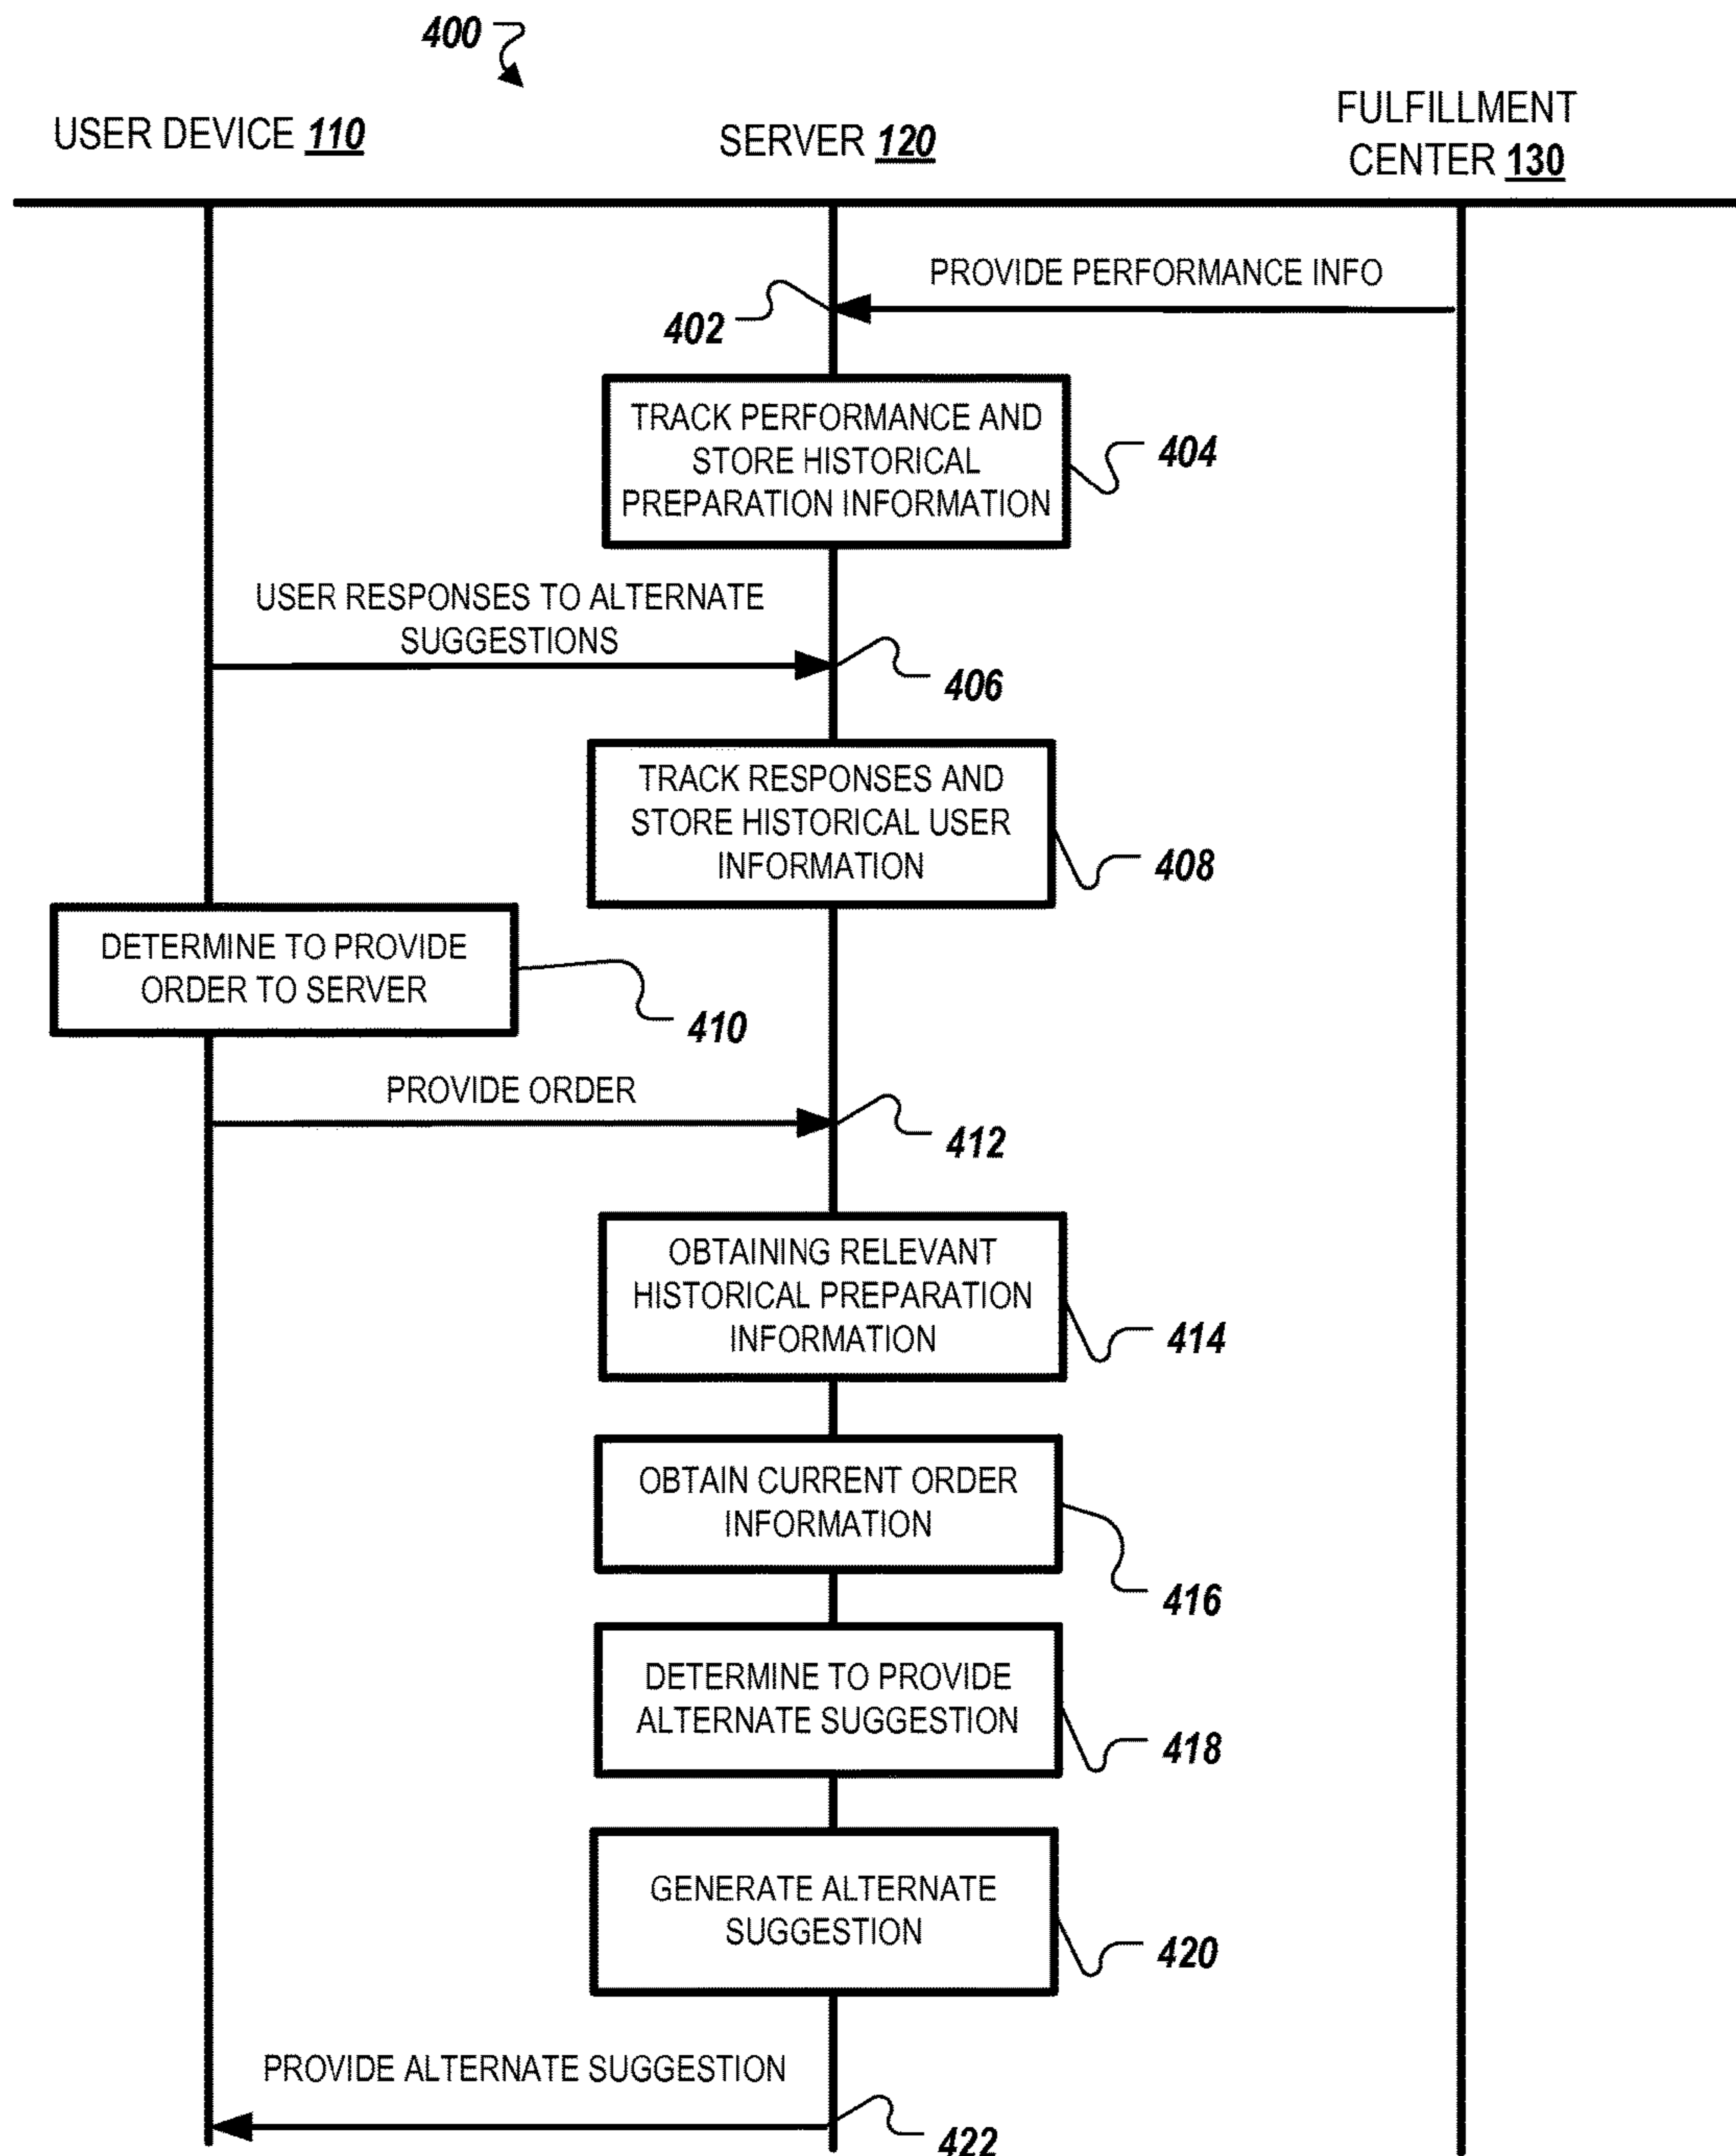 400
USER DEVICE 110
SERVER 120
FULFILLMENT
CENTER 130
PROVIDE PERFORMANCE INFO
402
TRACK PERFORMANCE AND
STORE HISTORICAL
PREPARATION INFORMATION
404
USER RESPONSES TO ALTERNATE
SUGGESTIONS
406
TRACK RESPONSES AND
STORE HISTORICAL USER
INFORMATION
408
DETERMINE TO PROVIDE
ORDER TO SERVER
410
PROVIDE ORDER
412
OBTAINING RELEVANT
HISTORICAL PREPARATION
INFORMATION
414
OBTAIN CURRENT ORDER
INFORMATION
416
DETERMINE TO PROVIDE
ALTERNATE SUGGESTION
418
GENERATE ALTERNATE
SUGGESTION
420
PROVIDE ALTERNATE SUGGESTION
422